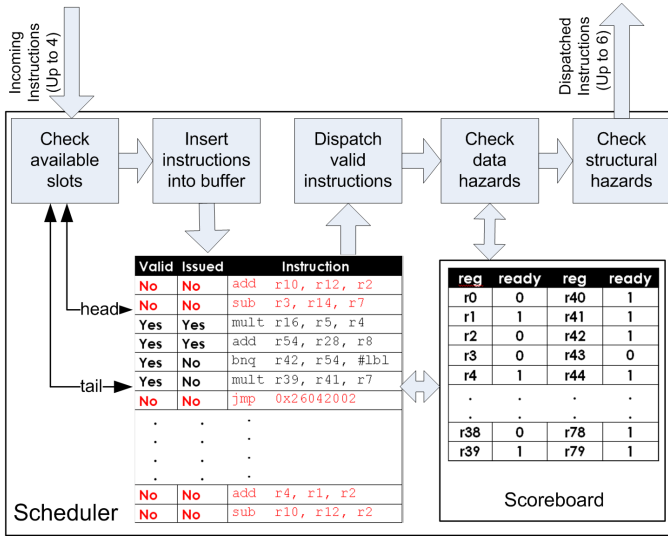 Incoming
Instructions
(Up to 4)
Dispatched
Instructions
(Up to 6)
Check
available
slots
Insert
instructions
into buffer
Dispatch
valid
instructions
Check
data
hazards
Check
structural
hazards
head
tail
Valid Issued Instruction
No No add r10, r12, r2
No No sub r3, r14, r7
Yes Yes mult r16, r5, r4
Yes Yes add r54, r28, r8
Yes No bnq r42, r54, #lbl
Yes No mult r39, r41, r7
No No jmp 0x26042002
. . .
. . .
. . .
. . .
No No add r4, r1, r2
No No sub r10, r12, r2
Scheduler
reg ready reg ready
r0 0 r40 1
r1 1 r41 1
r2 0 r42 1
r3 0 r43 0
r4 1 r44 1
. . . .
. . . .
r38 0 r78 1
r39 1 r79 1
Scoreboard